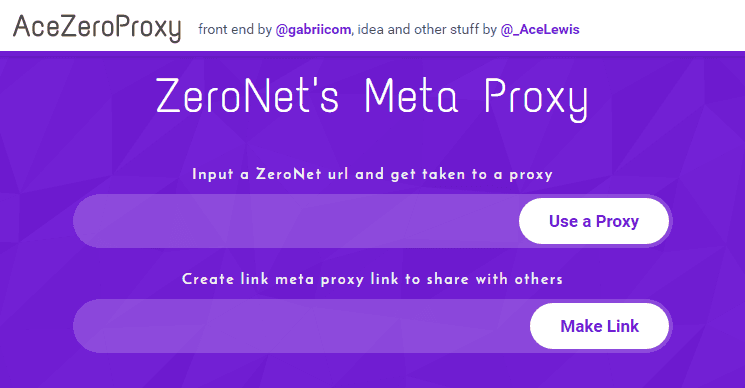 AceZeroProxy front end by @gabriicom, idea and other stuff by @_AceLewis
ZeroNet's Meta Proxy
Input a ZeroNet url and get taken to a proxy
Use a Proxy
Create link meta proxy link to share with others
Make Link